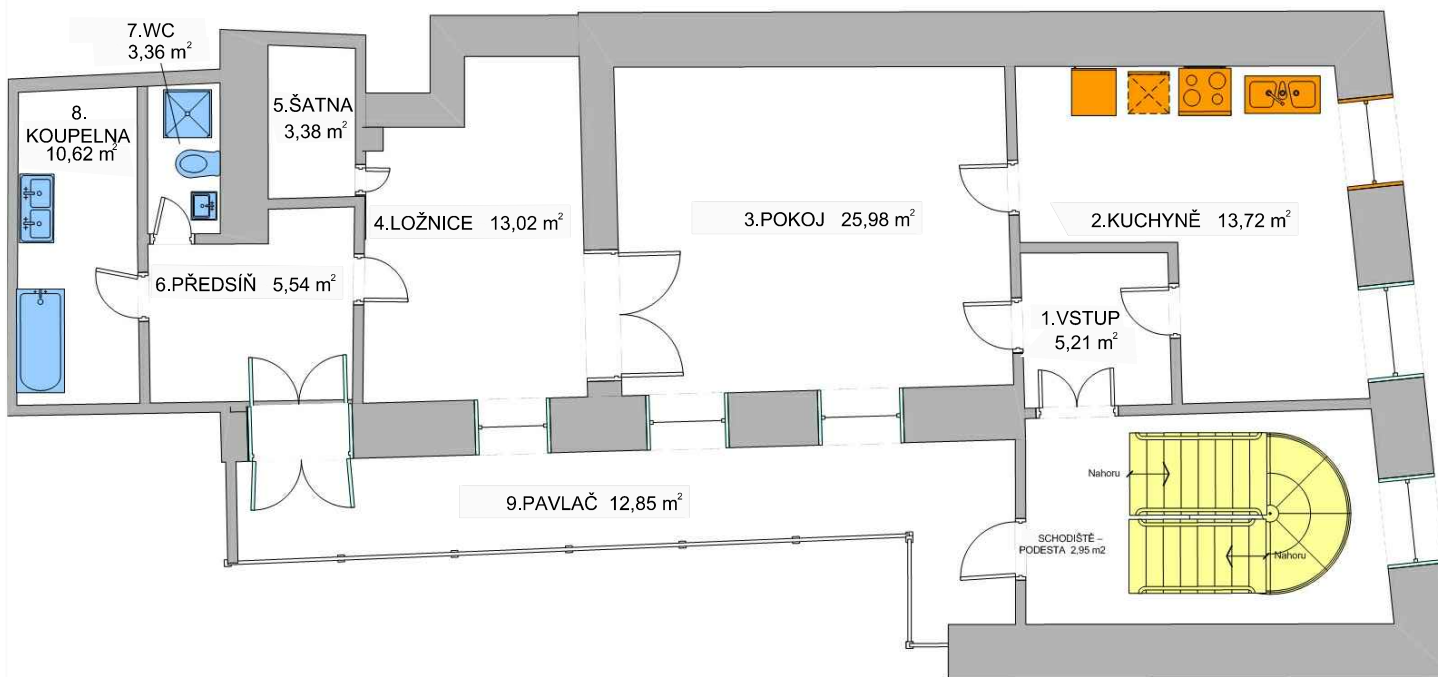 7.WC
3,36 m²
8.
KOUPELNA
10,62 m²
5.ŠATNA
3,38 m²
4.LOŽNICE 13,02 m²
3.POKOJ 25,98 m²
2.KUCHYNĚ 13,72 m²
6.PŘEDSÍŇ 5,54 m²
1.VSTUP
5,21 m²
9.PAVLAČ 12,85 m²
Nahoru
SCHODIŠTĚ –
PODESTA 2,95 m2
Nahoru